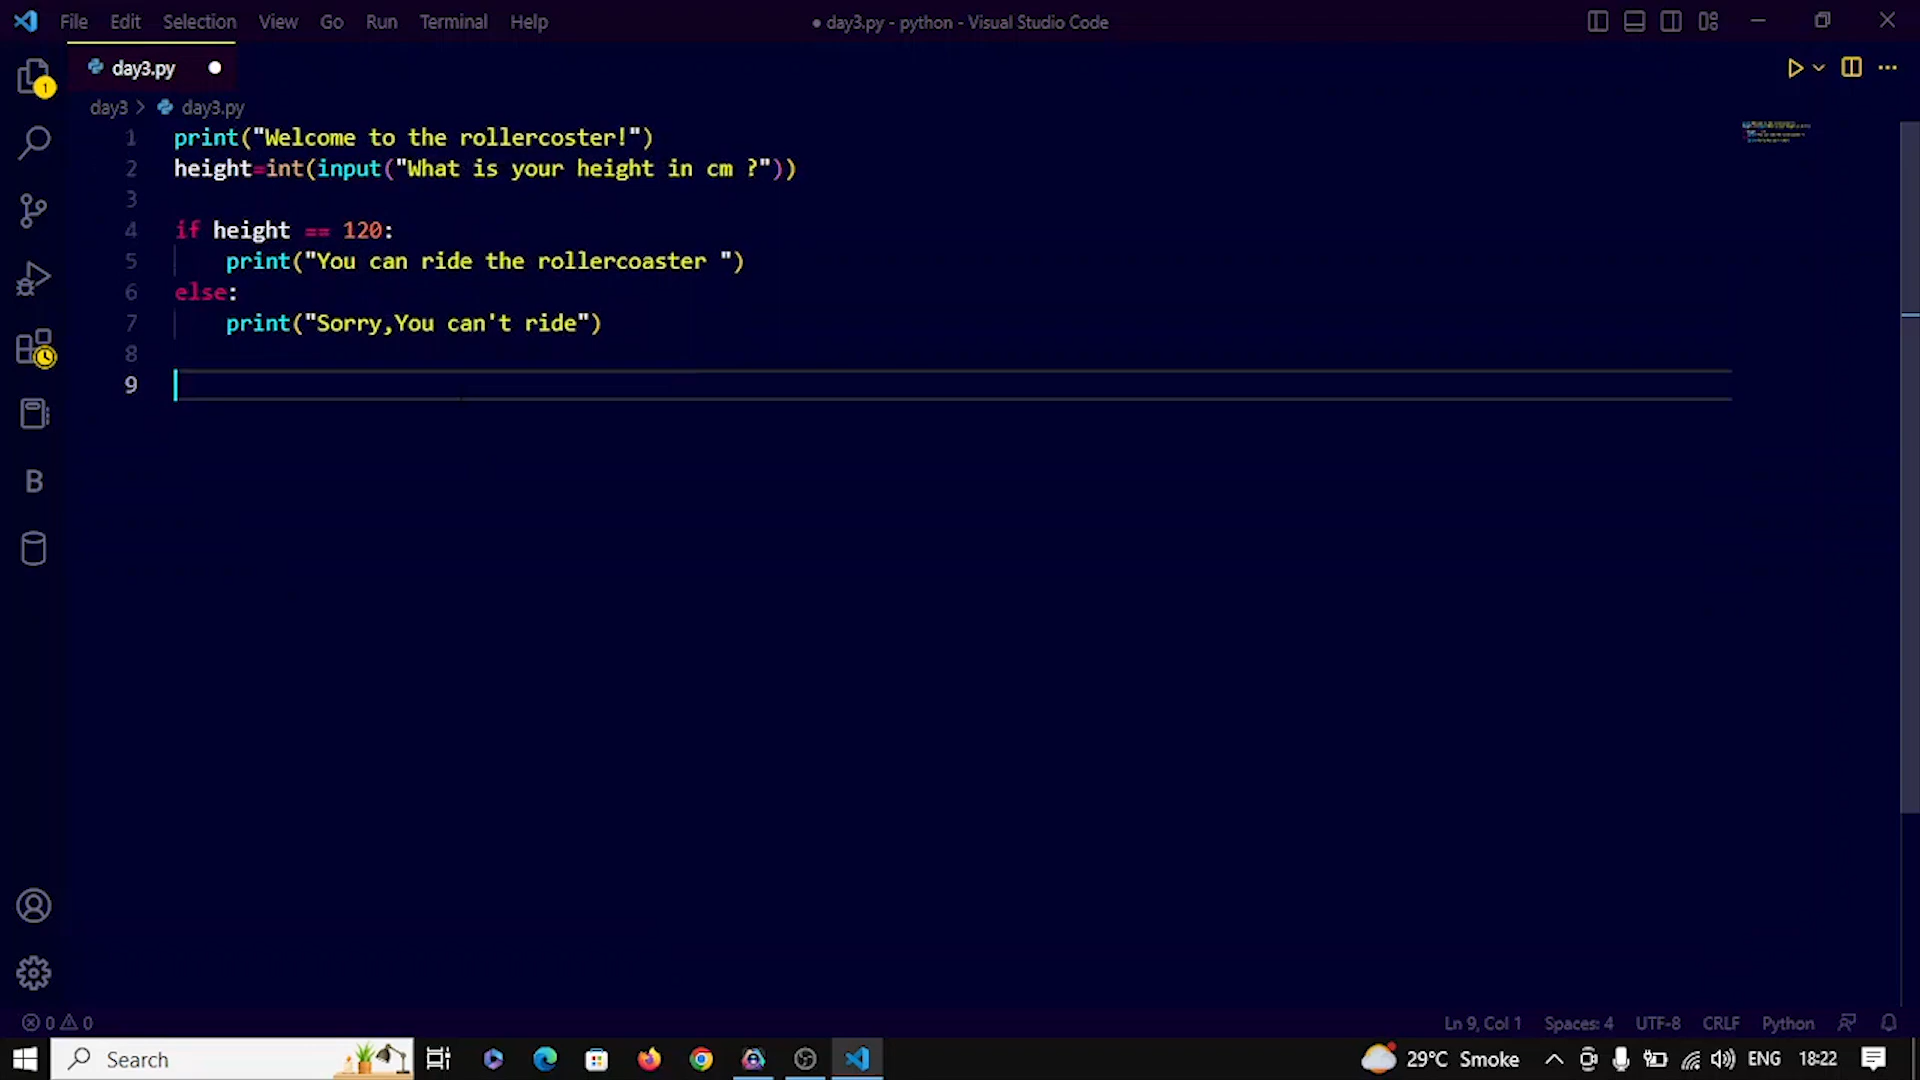 File Edit Selection View Go Run Terminal Help
● day3.py - python - Visual Studio Code
1
day3.py
day3 > day3.py
1 print("Welcome to the rollercoster!")
2 height=int(input("What is your height in cm ?"))
3
4 if height == 120:
5 print("You can ride the rollercoaster ")
6 else:
7 print("Sorry,You can't ride")
8
9
B
0 0
Ln 9, Col 1 Spaces: 4 UTF-8 CRLF Python
Search
29°C Smoke ENG 18:22